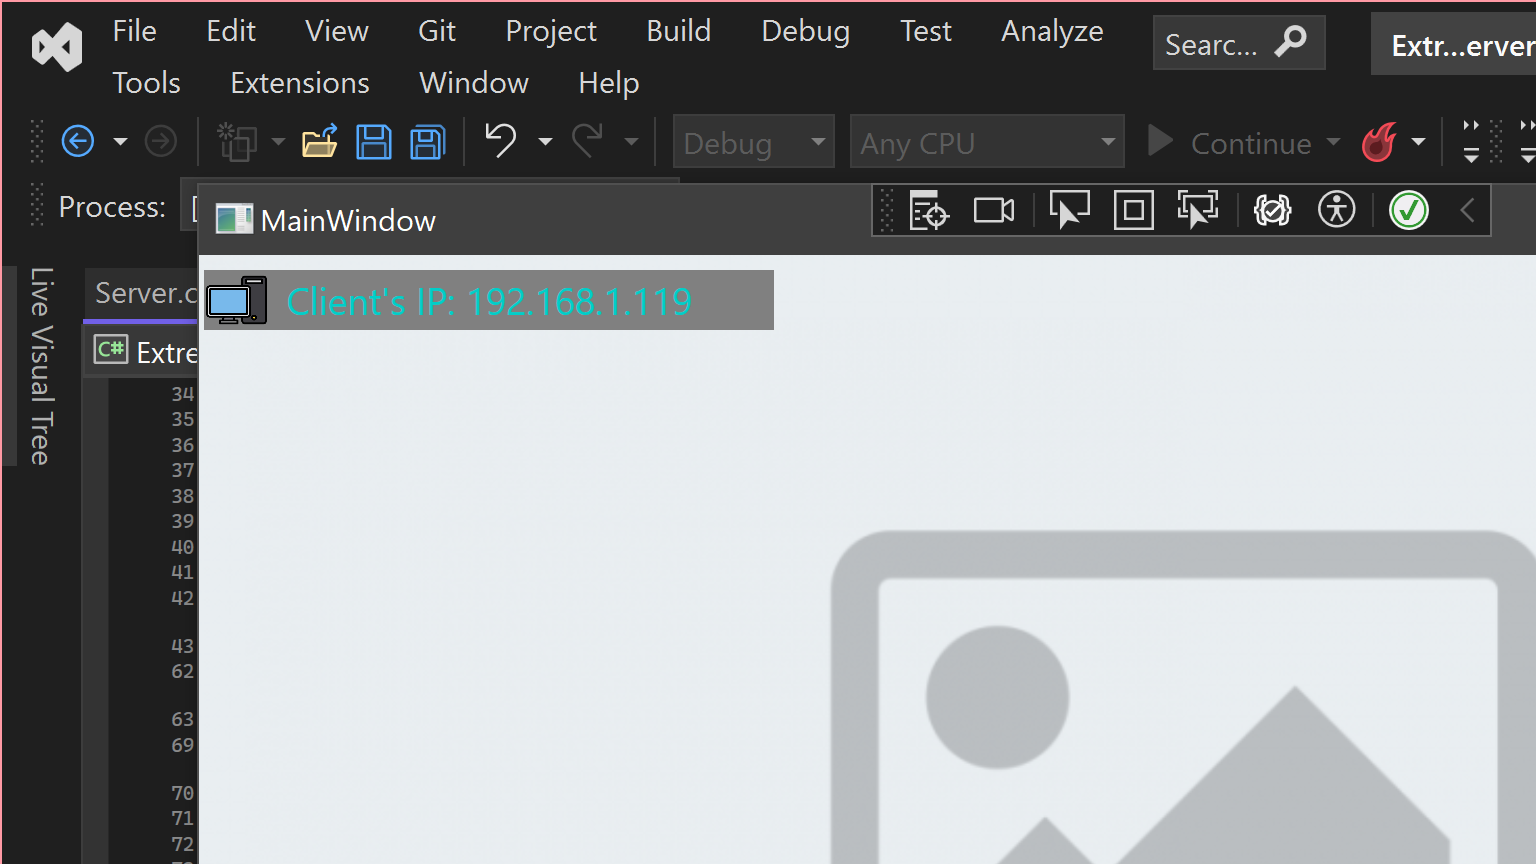 File Edit View Git Project Build Debug Test Analyze
Searc...
Extr...erver
Tools Extensions Window Help
Debug
Any CPU
Continue
Process:
MainWindow
Live Visual Tree
Server.c
Client's IP: 192.168.1.119
C# Extre
34
35
36
37
38
39
40
41
42
43
62
63
69
70
71
72